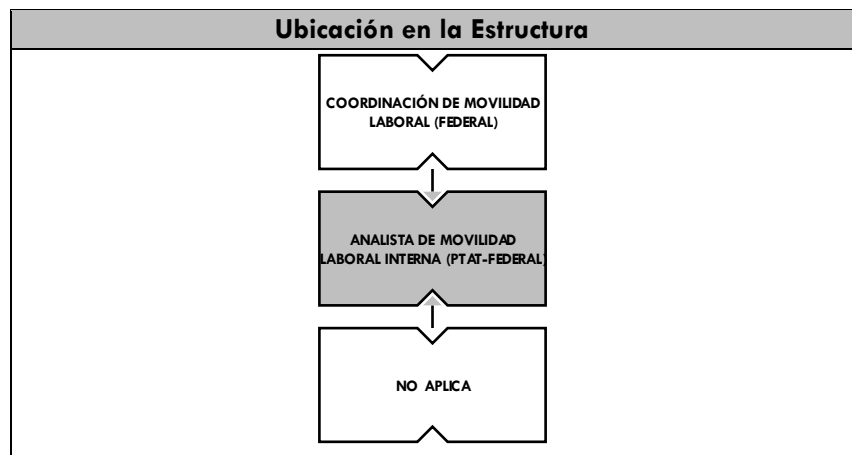 Ubicación en la Estructura
COORDINACIÓN DE MOVILIDAD
LABORAL (FEDERAL)
ANALISTA DE MOVILIDAD
LABORAL INTERNA (PTAT-FEDERAL)
NO APLICA